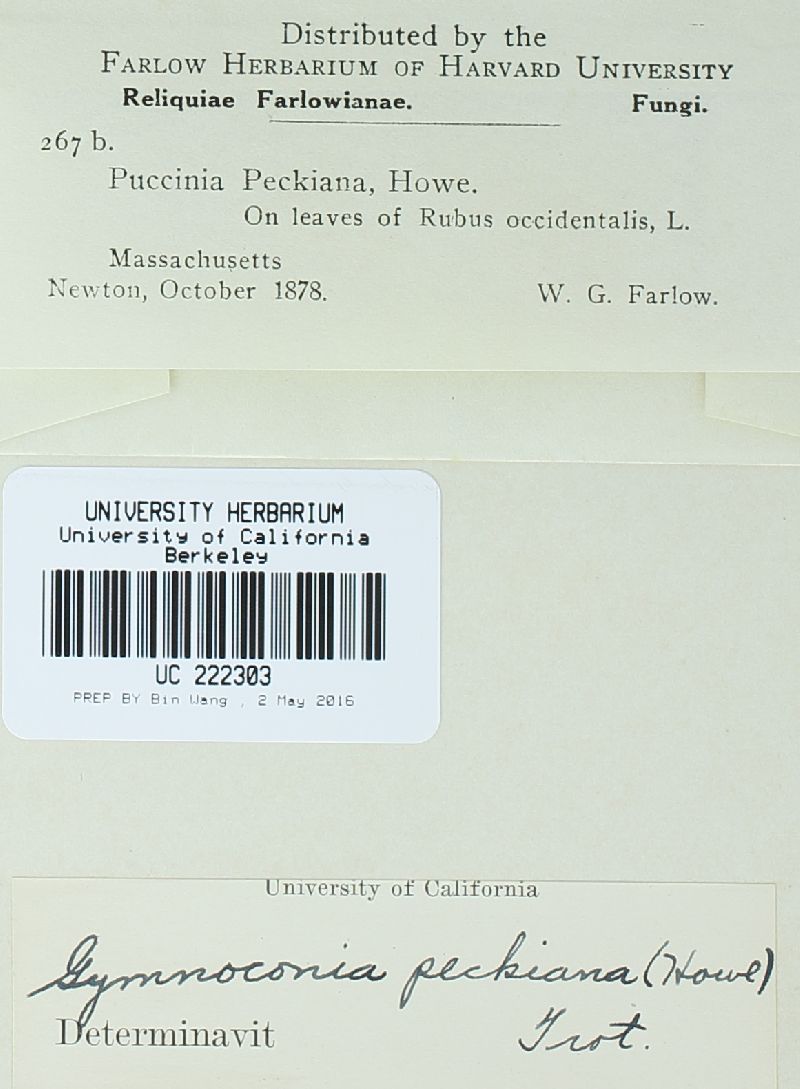 Distributed by the
FARLOW HERBARIUM OF HARVARD UNIVERSITY
Reliquiae Farlowianae. Fungi.
267 b.
Puccinia Peckiana, Howe.
On leaves of Rubus occidentalis, L.
Massachusetts
Newton, October 1878. W. G. Farlow.
UNIVERSITY HERBARIUM
University of California
Berkeley
UC 222303
PREP BY Bin Wang , 2 May 2016
University of California
Gymnoconia peckiana (Howe)
Determinavit Trot.